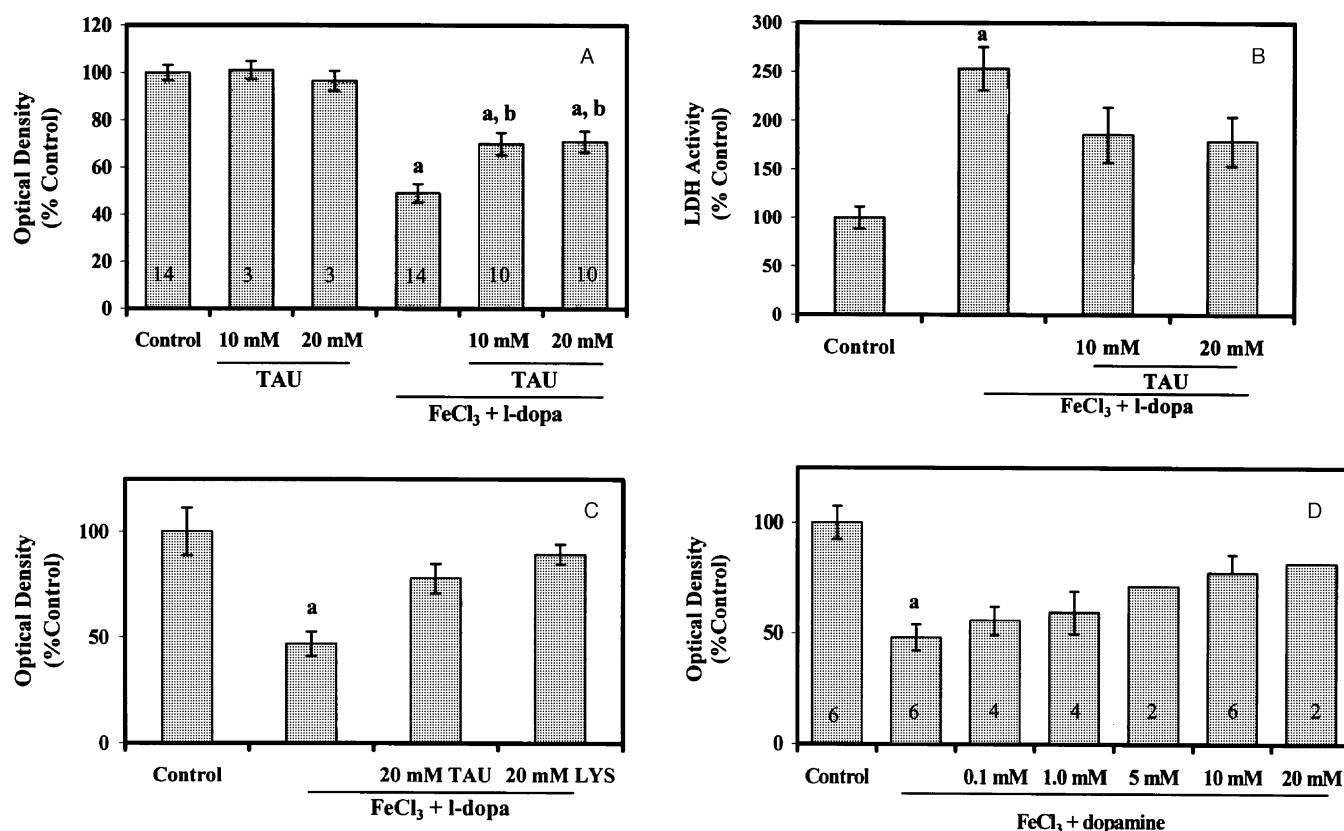 A
Optical Density
(% Control)
120
100
80
60
40
20
0
a
a, b
a, b
14
3
3
14
10
10
Control
10 mM
20 mM
10 mM
20 mM
TAU
TAU
FeCl₃ + l-dopa
B
LDH Activity
(% Control)
300
250
200
150
100
50
0
a
Control
10 mM
20 mM
TAU
FeCl₃ + l-dopa
C
Optical Density
(%Control)
100
50
0
a
Control
20 mM TAU
20 mM LYS
FeCl₃ + l-dopa
D
Optical Density
(%Control)
100
50
0
a
6
6
4
4
2
6
2
Control
0.1 mM
1.0 mM
5 mM
10 mM
20 mM
FeCl₃ + dopamine